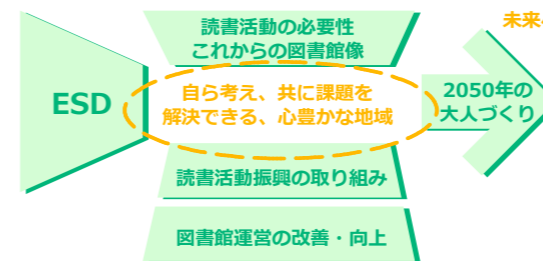 未来
読書活動の必要性
これからの図書館像
ESD
自ら考え、共に課題を
解決できる、心豊かな地域
2050年の
大人づくり
読書活動振興の取り組み
図書館運営の改善・向上